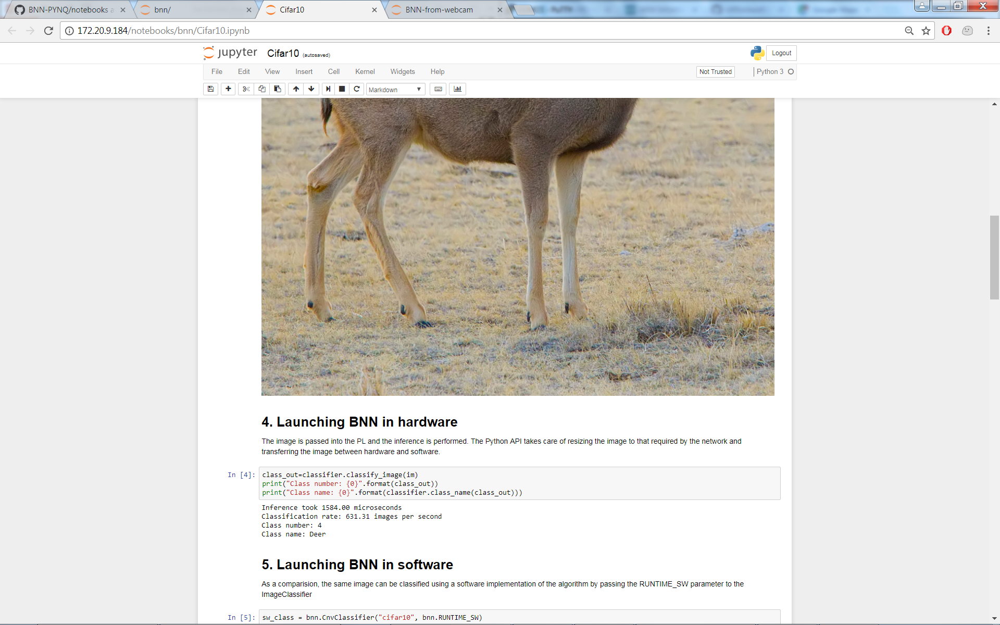 BNN-PYNQ/notebooks a
bnn/
Cifar10
BNN-from-webcam
172.20.9.184/notebooks/bnn/Cifar10.ipynb
jupyter
Cifar10 (autosaved)
Logout
File Edit View Insert Cell Kernel Widgets Help
Not Trusted
Python 3
Markdown
4. Launching BNN in hardware
The image is passed into the PL and the inference is performed. The Python API takes care of resizing the image to that required by the network and
transferring the image between hardware and software.
In [4]:
class_out=classifier.classify_image(im)
print("Class number: {0}".format(class_out))
print("Class name: {0}".format(classifier.class_name(class_out)))
Inference took 1584.00 microseconds
Classification rate: 631.31 images per second
Class number: 4
Class name: Deer
5. Launching BNN in software
As a comparision, the same image can be classified using a software implementation of the algorithm by passing the RUNTIME_SW parameter to the
ImageClassifier
In [5]:
sw_class = bnn.CnvClassifier("cifar10", bnn.RUNTIME_SW)